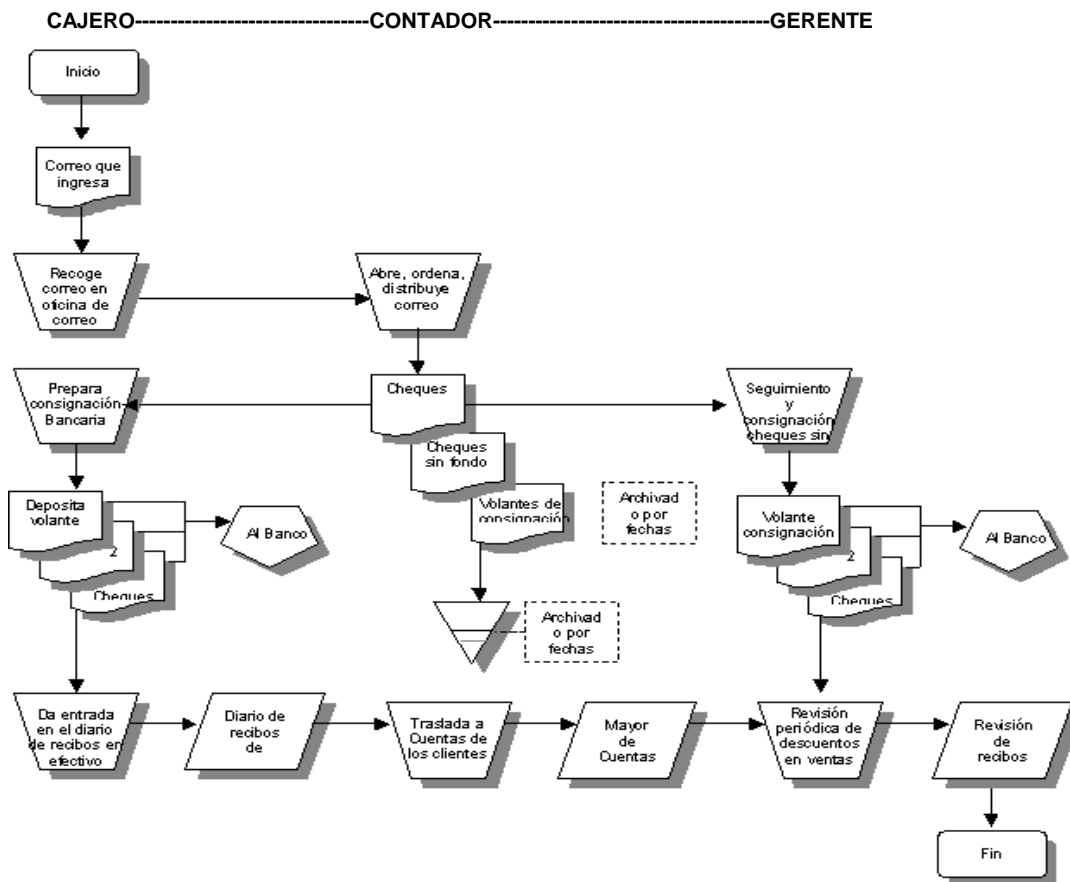 CAJERO--------------------------------CONTADOR--------------------------------------GERENTE
Inicio
Correo que
ingresa
Recoge
correo en
oficina de
correo
Abre, ordena,
distribuye
correo
Prepara
consignación
Bancaria
Cheques
Cheques
sin fondo
Volantes de
consignación
Archivad
o por
fechas
Seguimiento
y
consignación
cheques sin
Deposita
volante
2
Cheques
Al Banco
Volante
consignación
2
Cheques
Al Banco
Archivad
o por
fechas
Da entrada
en el diario
de recibos en
efectivo
Diario de
recibos
de
Traslada a
Cuentas de
los clientes
Mayor
de
Cuentas
Revisión
periódica de
descuentos
en ventas
Revisión
de
recibos
Fin